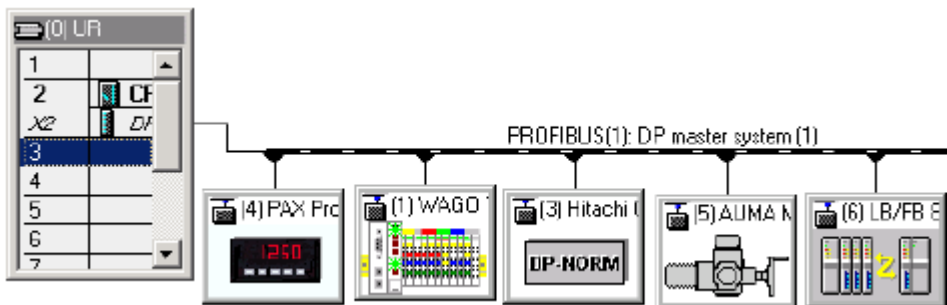 (0) UR
1
2 CP
X2 DP
3
4
5
6
7
PROFIBUS(1): DP master system (1)
(4) PAX Pro
(1) WAGO
(3) Hitachi
(5) AUMA M
(6) LB/FB
1250
DP-NORM